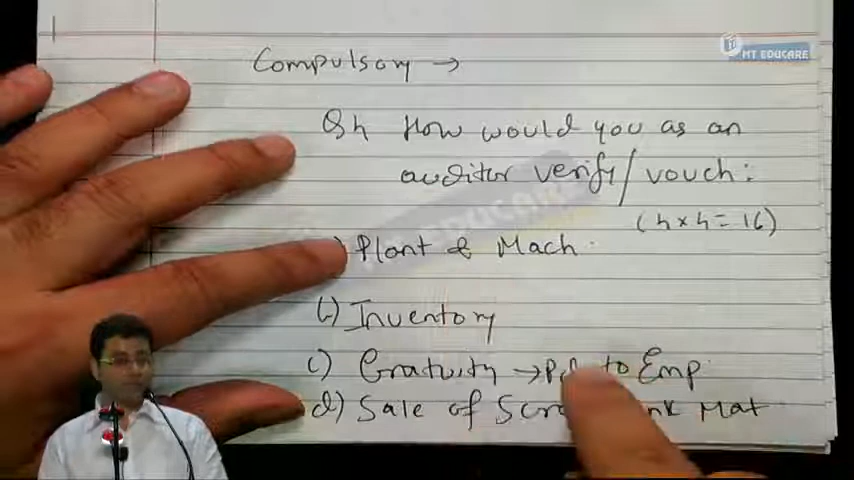 MT EDUCARE
Compulsory →
Q4 How would you as an
auditor verify/vouch:
(4×4=16)
) Plant & Mach.
b) Inventory
c) Gratuity → to Emp.
d) Sale of Mat